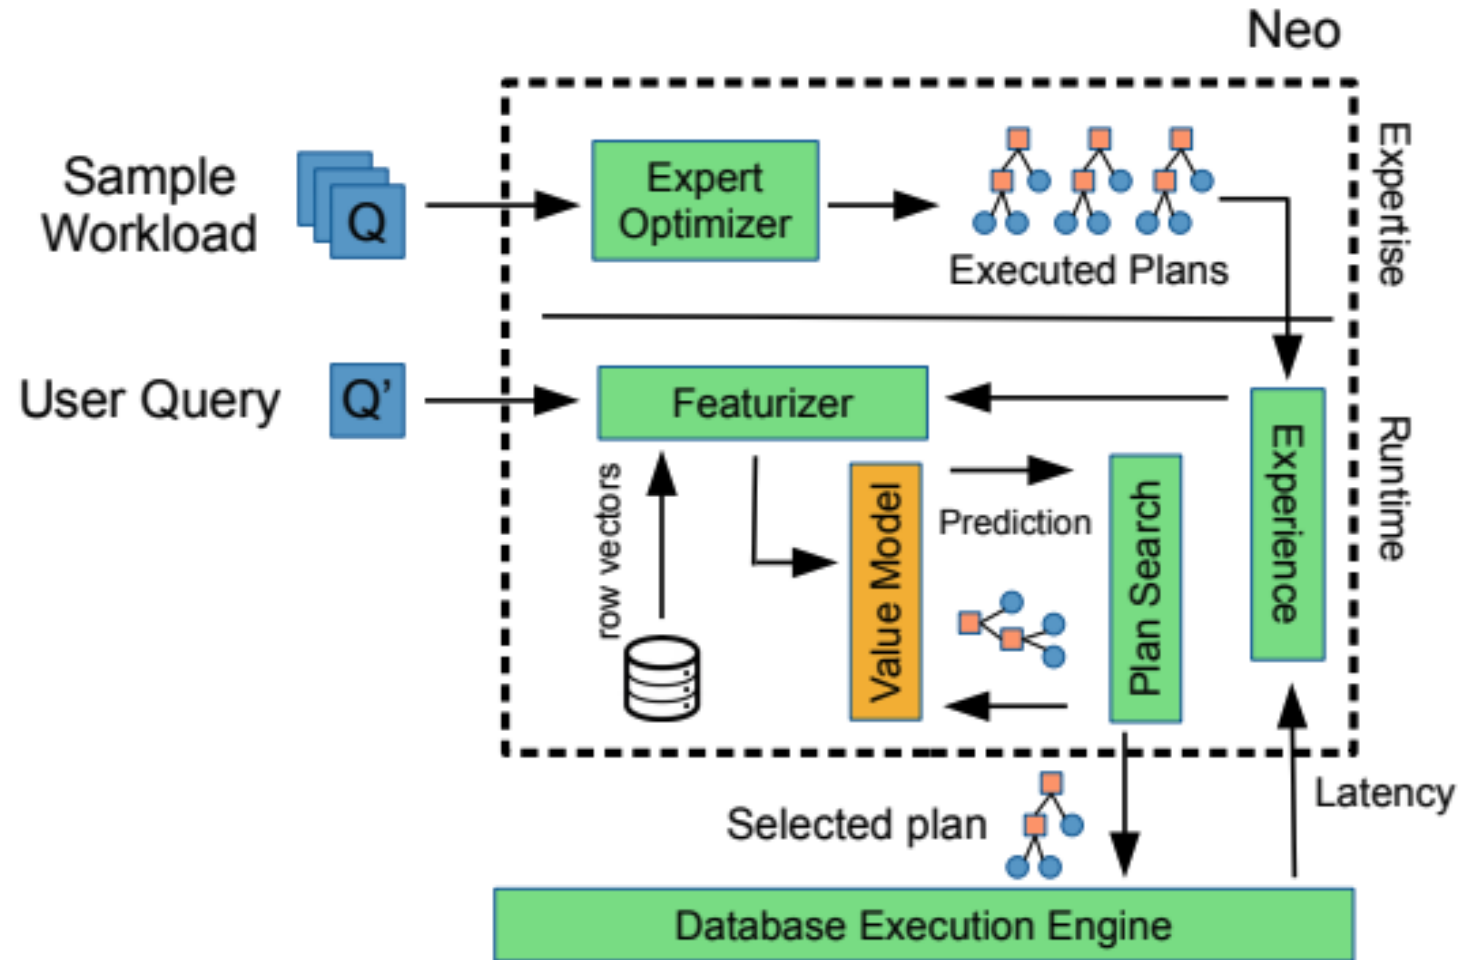 Neo
Sample
Workload
Q
Expert
Optimizer
Executed Plans
Expertise
User Query
Q’
Featurizer
row vectors
Value Model
Prediction
Plan Search
Experience
Runtime
Selected plan
Latency
Database Execution Engine